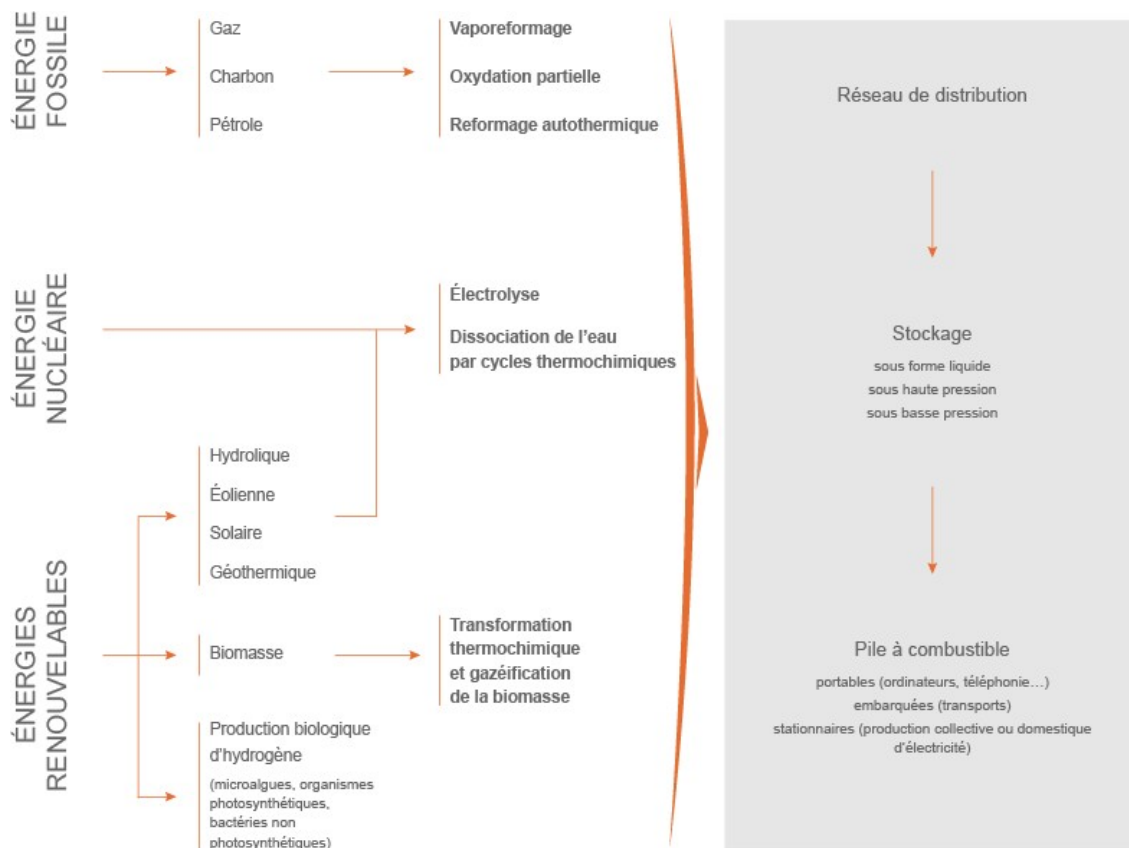 ÉNERGIE
FOSSILE
Gaz
Charbon
Pétrole
Vaporeformage
Oxydation partielle
Reformage autothermique
ÉNERGIE
NUCLÉAIRE
Électrolyse
Dissociation de l'eau
par cycles thermochimiques
ÉNERGIES
RENOUVELABLES
Hydrolique
Éolienne
Solaire
Géothermique
Biomasse
Transformation
thermochimique
et gazéification
de la biomasse
Production biologique
d'hydrogène
(microalgues, organismes
photosynthétiques,
bactéries non
photosynthétiques)
Réseau de distribution
Stockage
sous forme liquide
sous haute pression
sous basse pression
Pile à combustible
portables (ordinateurs, téléphonie…)
embarquées (transports)
stationnaires (production collective ou domestique
d'électricité)